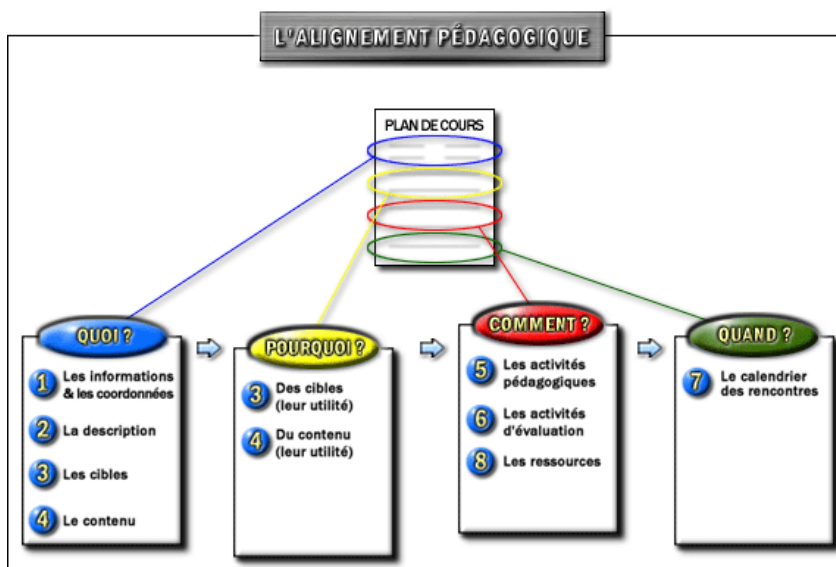 L'ALIGNEMENT PÉDAGOGIQUE
PLAN DE COURS
QUOI ?
1 Les informations
& les coordonnées
2 La description
3 Les cibles
4 Le contenu
POURQUOI ?
3 Des cibles
(leur utilité)
4 Du contenu
(leur utilité)
COMMENT ?
5 Les activités
pédagogiques
6 Les activités
d'évaluation
8 Les ressources
QUAND ?
7 Le calendrier
des rencontres